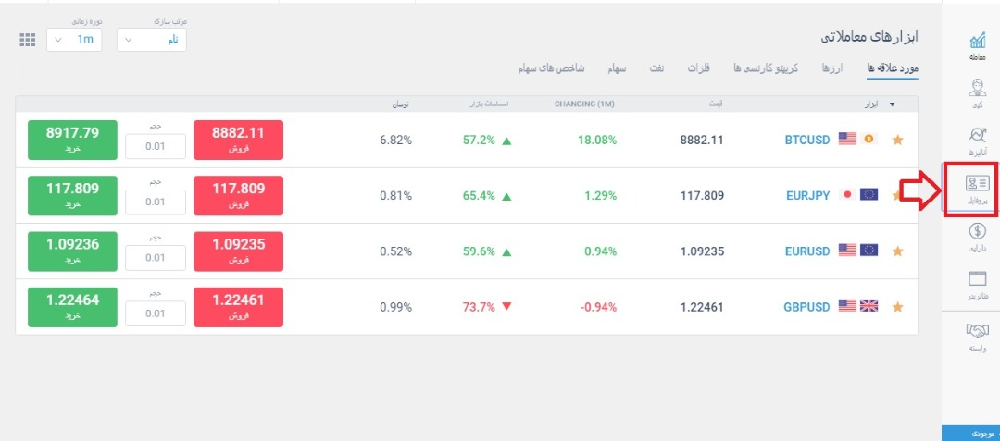 دوره زمانی
1m
مرتب سازی
نام
ابزارهای معاملاتی
مورد علاقه ها
ارزها
کریپتو کارنسی ها
فلزات
نفت
سهام
شاخص های سهام
ابزار
قیمت
CHANGING (1M)
احساسات بازار
نوسان
BTCUSD
8882.11
18.08%
57.2%
6.82%
8882.11
فروش
حجم
0.01
8917.79
خرید
EURJPY
117.809
1.29%
65.4%
0.81%
117.809
فروش
حجم
0.01
117.809
خرید
EURUSD
1.09235
0.94%
59.6%
0.52%
1.09235
فروش
حجم
0.01
1.09236
خرید
GBPUSD
1.22461
-0.94%
73.7%
0.99%
1.22461
فروش
حجم
0.01
1.22464
خرید
معامله
کپی
آنالیزها
پروفایل
دارایی
متاتریدر
وابسته
موجودی